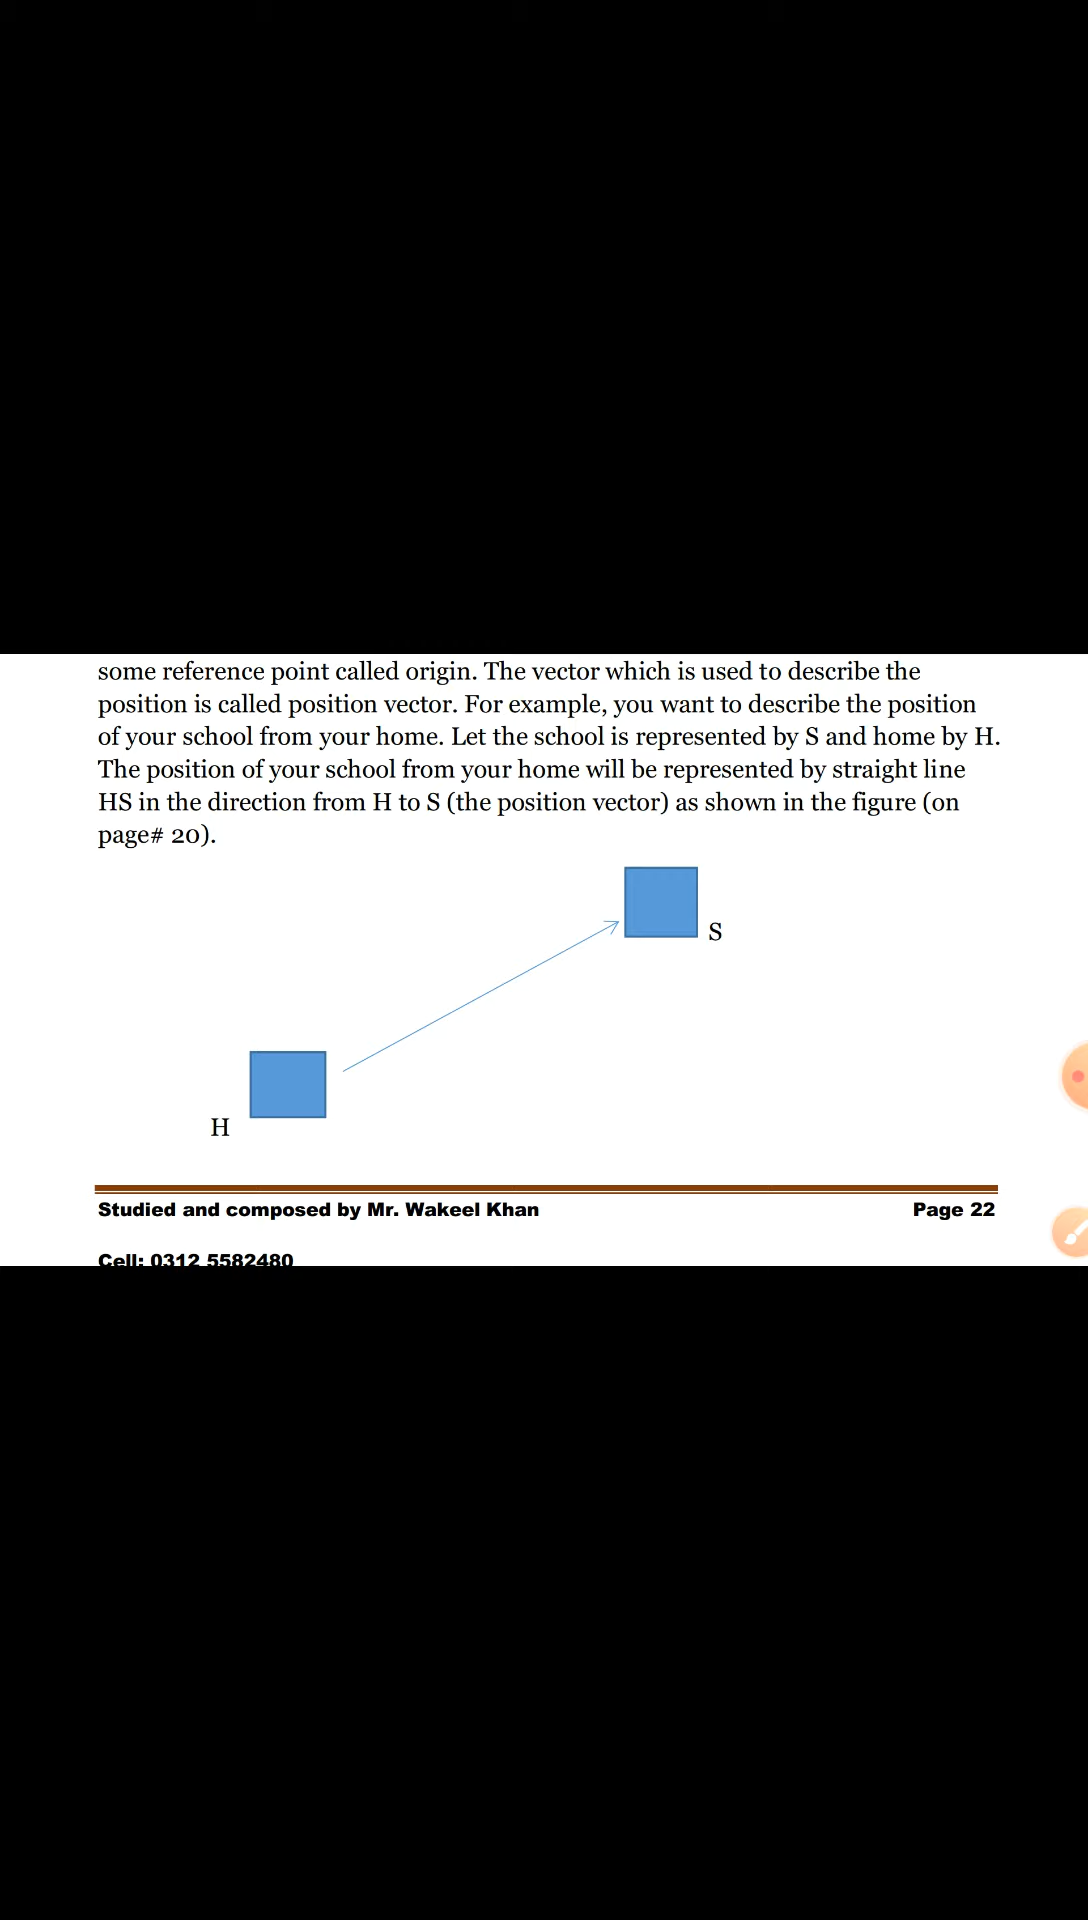 some reference point called origin. The vector which is used to describe the
position is called position vector. For example, you want to describe the position
of your school from your home. Let the school is represented by S and home by H.
The position of your school from your home will be represented by straight line
HS in the direction from H to S (the position vector) as shown in the figure (on
page# 20).
S
H
Studied and composed by Mr. Wakeel Khan Page 22
Cell: 0312 5582480